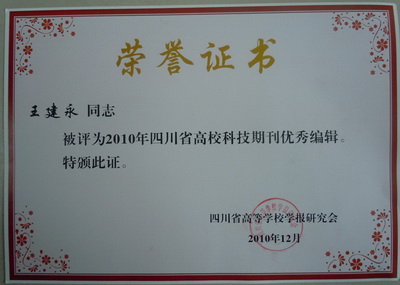 荣誉证书
王建永 同志
被评为2010年四川省高校科技期刊优秀编辑。
特颁此证。
四川省高等学校学报研究会
2010年12月